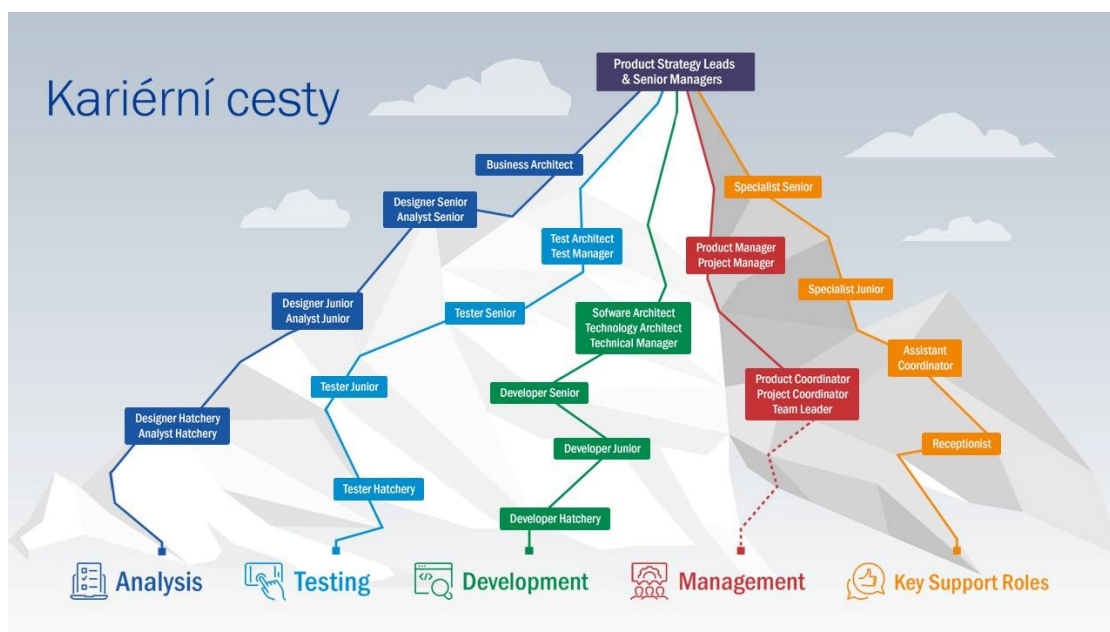 Kariérní cesty
Product Strategy Leads
& Senior Managers
Business Architect
Specialist Senior
Designer Senior
Analyst Senior
Test Architect
Test Manager
Product Manager
Project Manager
Specialist Junior
Designer Junior
Analyst Junior
Tester Senior
Sofware Architect
Technology Architect
Technical Manager
Assistant
Coordinator
Tester Junior
Developer Senior
Product Coordinator
Project Coordinator
Team Leader
Designer Hatchery
Analyst Hatchery
Developer Junior
Receptionist
Tester Hatchery
Developer Hatchery
Analysis
Testing
Development
Management
Key Support Roles